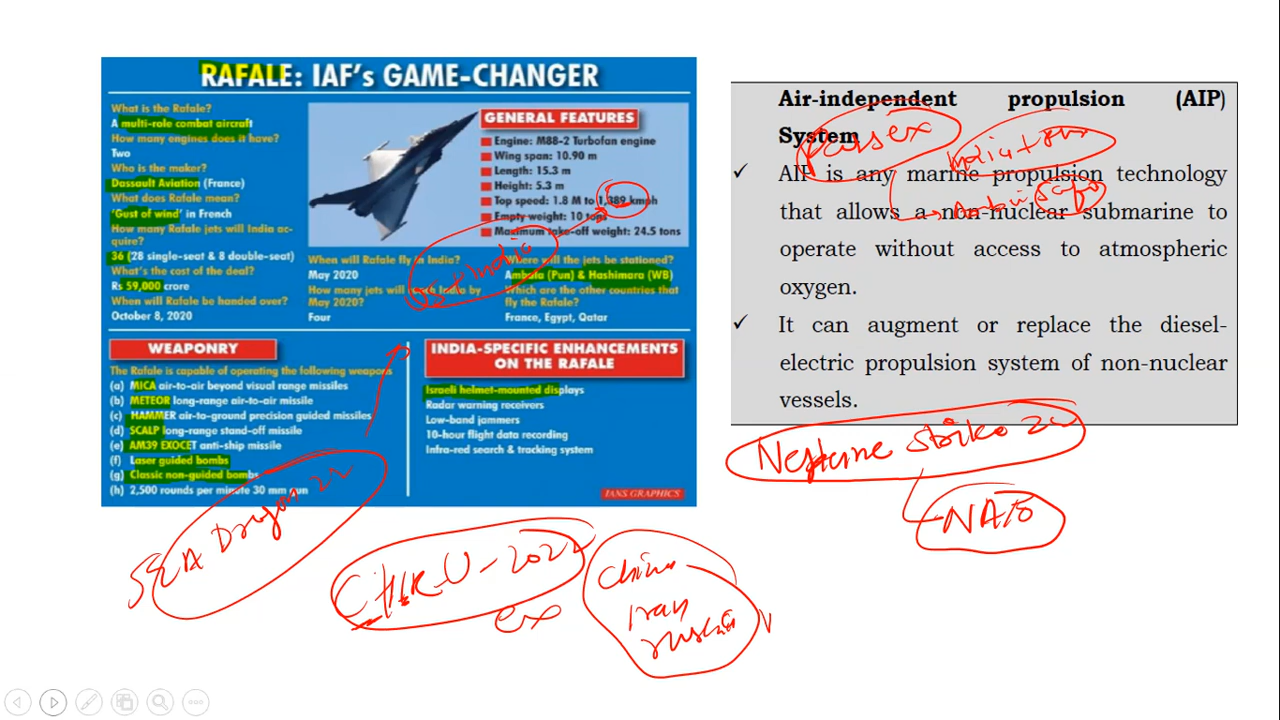 RAFALE: IAF's GAME-CHANGER
What is the Rafale?
A multi-role combat aircraft
How many engines does it have?
Two
Who is the maker?
Dassault Aviation (France)
What does Rafale mean?
'Gust of wind' in French
How many Rafale jets will India ac-
quire?
36 (28 single-seat & 8 double-seat)
What's the cost of the deal?
Rs 59,000 crore
When will Rafale be handed over?
October 8, 2020
GENERAL FEATURES
Engine: M88-2 Turbofan engine
Wing span: 10.90 m
Length: 15.3 m
Height: 5.3 m
Top speed: 1.8 M to 1,389 kmph
Empty weight: 10 tons
Maximum take-off weight: 24.5 tons
When will Rafale fly in India?
May 2020
How many jets will reach India by
May 2020?
Four
Where will the jets be stationed?
Ambala (Pun) & Hashimara (WB)
Which are the other countries that
fly the Rafale?
France, Egypt, Qatar
WEAPONRY
The Rafale is capable of operating the following weapons
(a) MICA air-to-air beyond visual range missiles
(b) METEOR long-range air-to-air missile
(c) HAMMER air-to-ground precision guided missiles
(d) SCALP long-range stand-off missile
(e) AM39 EXOCET anti-ship missile
(f) Laser guided bombs
(g) Classic non-guided bombs
(h) 2,500 rounds per minute 30 mm gun
INDIA-SPECIFIC ENHANCEMENTS
ON THE RAFALE
Israeli helmet-mounted displays
Radar warning receivers
Low-band jammers
10-hour flight data recording
Infra-red search & tracking system
IANS GRAPHICS
Air-independent propulsion (AIP)
System
✓ AIP is any marine propulsion technology
that allows a non-nuclear submarine to
operate without access to atmospheric
oxygen.
✓ It can augment or replace the diesel-
electric propulsion system of non-nuclear
vessels.
Passex
US + India
SEA Dragon 22
CHIRU-2022
ex
China
Iran
russia
Neptune strike 22
NATO